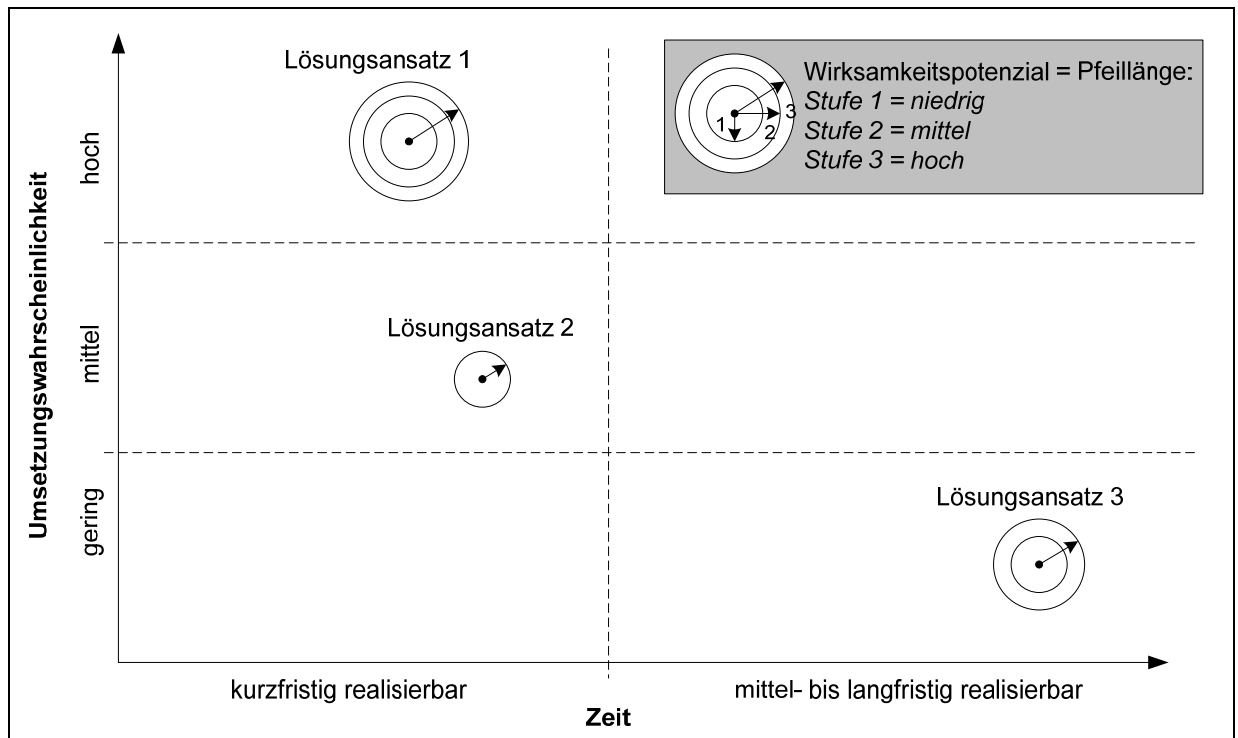 Lösungsansatz 1
Wirksamkeitspotenzial = Pfeillänge:
Stufe 1 = niedrig
Stufe 2 = mittel
Stufe 3 = hoch
1
2
3
Umsetzungswahrscheinlichkeit
hoch
mittel
gering
Lösungsansatz 2
Lösungsansatz 3
kurzfristig realisierbar
mittel- bis langfristig realisierbar
Zeit